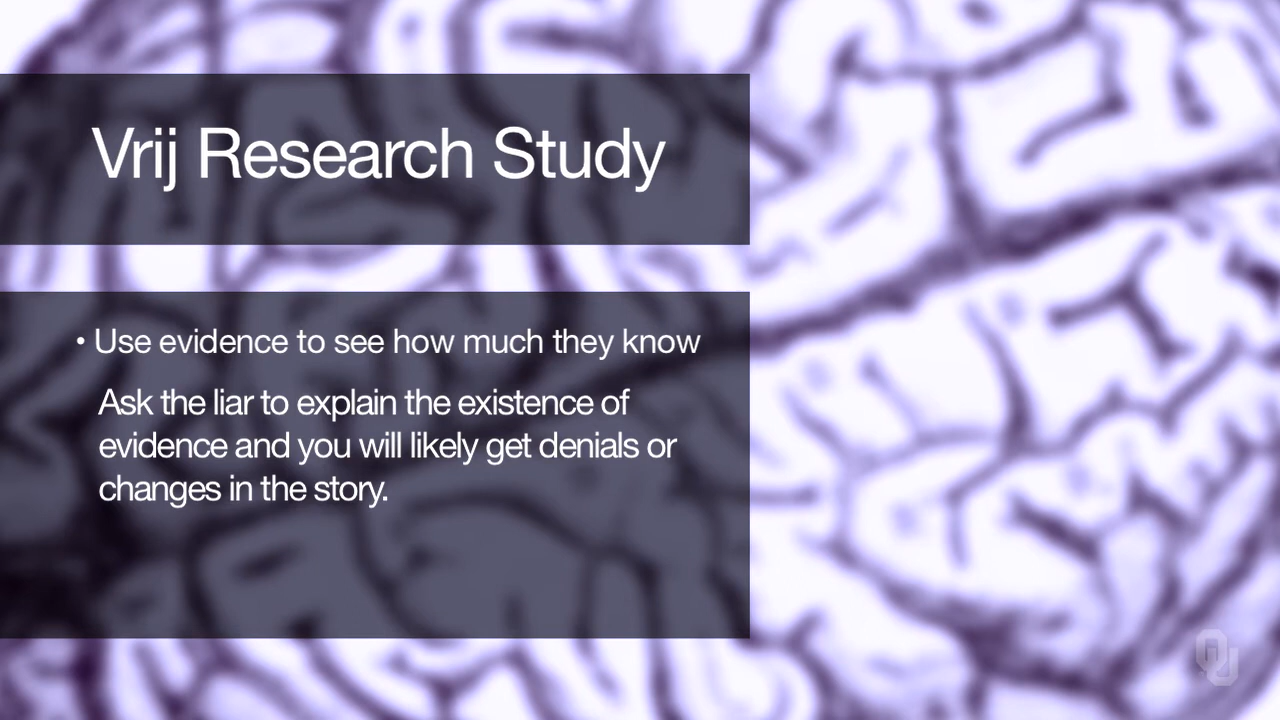 Vrij Research Study
• Use evidence to see how much they know
Ask the liar to explain the existence of
evidence and you will likely get denials or
changes in the story.
OU